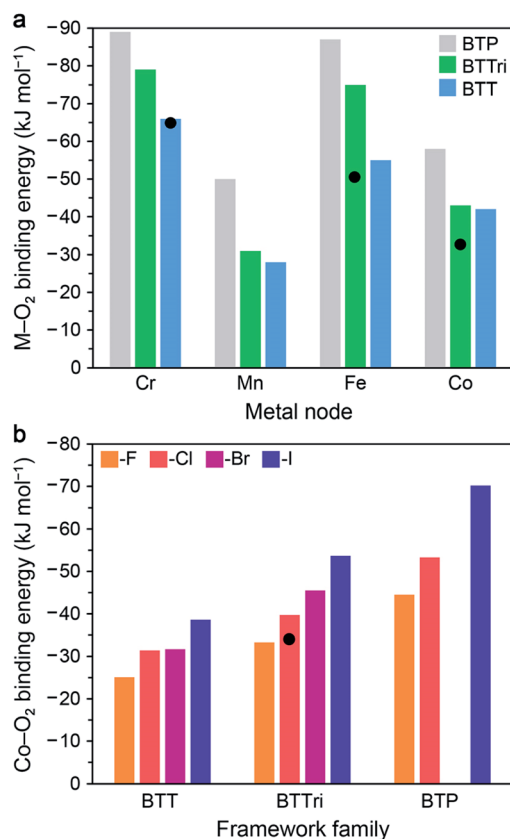 a
M–O₂ binding energy (kJ mol⁻¹)
−90
−80
−70
−60
−50
−40
−30
−20
−10
0
BTP
BTTri
BTT
Cr Mn Fe Co
Metal node
b
Co–O₂ binding energy (kJ mol⁻¹)
−80
−70
−60
−50
−40
−30
−20
−10
0
-F -Cl -Br -I
BTT BTTri BTP
Framework family